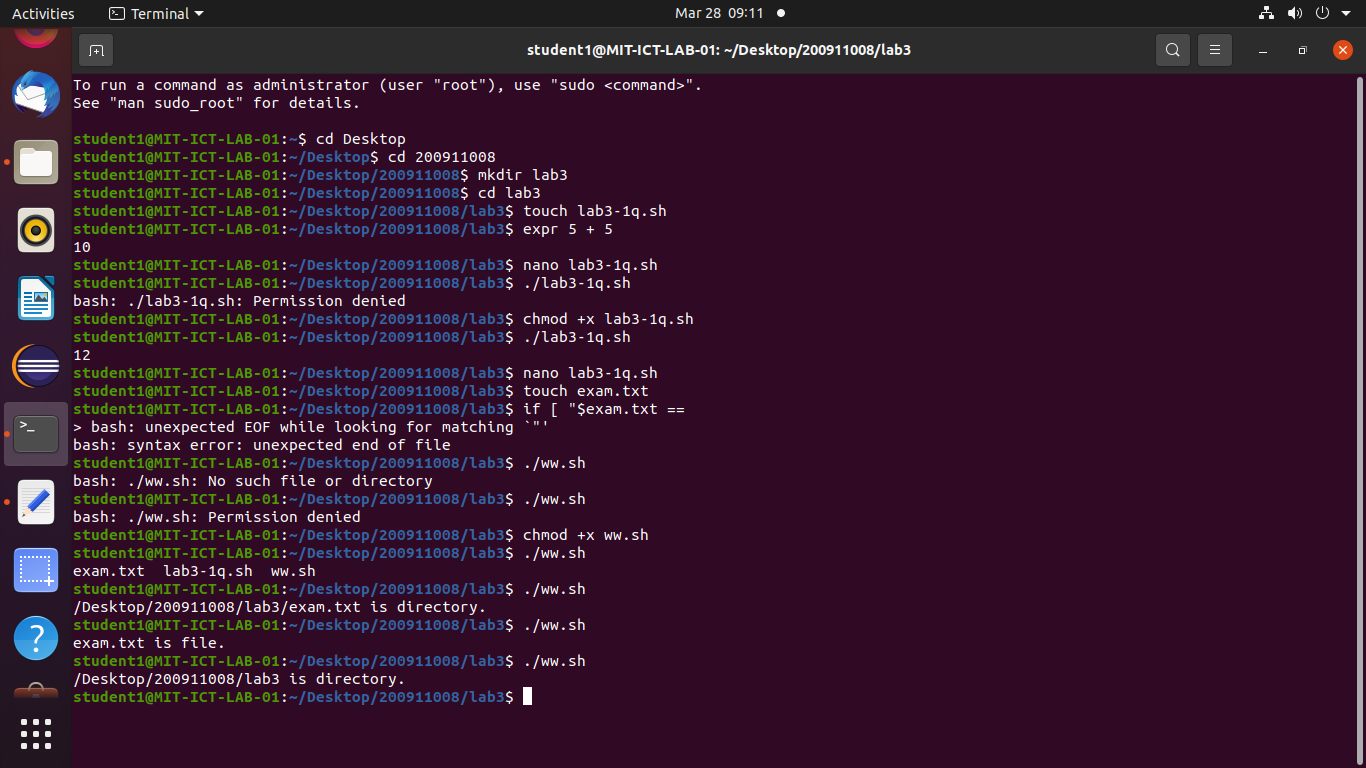 Activities
Terminal
Mar 28 09:11
student1@MIT-ICT-LAB-01: ~/Desktop/200911008/lab3
To run a command as administrator (user "root"), use "sudo <command>".
See "man sudo_root" for details.
student1@MIT-ICT-LAB-01:~$ cd Desktop
student1@MIT-ICT-LAB-01:~/Desktop$ cd 200911008
student1@MIT-ICT-LAB-01:~/Desktop/200911008$ mkdir lab3
student1@MIT-ICT-LAB-01:~/Desktop/200911008$ cd lab3
student1@MIT-ICT-LAB-01:~/Desktop/200911008/lab3$ touch lab3-1q.sh
student1@MIT-ICT-LAB-01:~/Desktop/200911008/lab3$ expr 5 + 5
10
student1@MIT-ICT-LAB-01:~/Desktop/200911008/lab3$ nano lab3-1q.sh
student1@MIT-ICT-LAB-01:~/Desktop/200911008/lab3$ ./lab3-1q.sh
bash: ./lab3-1q.sh: Permission denied
student1@MIT-ICT-LAB-01:~/Desktop/200911008/lab3$ chmod +x lab3-1q.sh
student1@MIT-ICT-LAB-01:~/Desktop/200911008/lab3$ ./lab3-1q.sh
12
student1@MIT-ICT-LAB-01:~/Desktop/200911008/lab3$ nano lab3-1q.sh
student1@MIT-ICT-LAB-01:~/Desktop/200911008/lab3$ touch exam.txt
student1@MIT-ICT-LAB-01:~/Desktop/200911008/lab3$ if [ "$exam.txt ==
> bash: unexpected EOF while looking for matching `"'
bash: syntax error: unexpected end of file
student1@MIT-ICT-LAB-01:~/Desktop/200911008/lab3$ ./ww.sh
bash: ./ww.sh: No such file or directory
student1@MIT-ICT-LAB-01:~/Desktop/200911008/lab3$ ./ww.sh
bash: ./ww.sh: Permission denied
student1@MIT-ICT-LAB-01:~/Desktop/200911008/lab3$ chmod +x ww.sh
student1@MIT-ICT-LAB-01:~/Desktop/200911008/lab3$ ./ww.sh
exam.txt  lab3-1q.sh  ww.sh
student1@MIT-ICT-LAB-01:~/Desktop/200911008/lab3$ ./ww.sh
/Desktop/200911008/lab3/exam.txt is directory.
student1@MIT-ICT-LAB-01:~/Desktop/200911008/lab3$ ./ww.sh
exam.txt is file.
student1@MIT-ICT-LAB-01:~/Desktop/200911008/lab3$ ./ww.sh
/Desktop/200911008/lab3 is directory.
student1@MIT-ICT-LAB-01:~/Desktop/200911008/lab3$